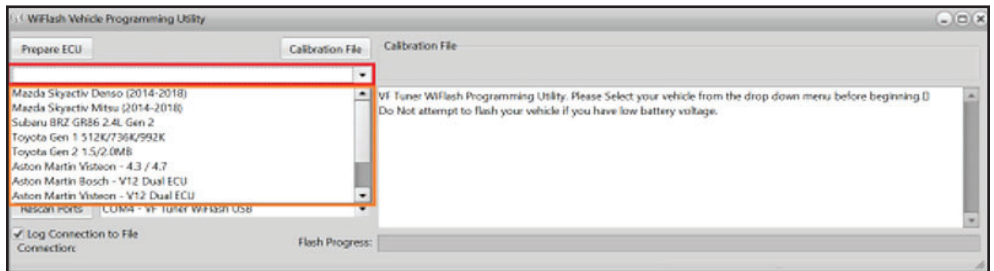 WiFlash Vehicle Programming Utility
Prepare ECU
Calibration File
Calibration File
Mazda Skyactiv Denso (2014-2018)
Mazda Skyactiv Mitsu (2014-2018)
Subaru BRZ GR86 2.4L Gen 2
Toyota Gen 1 512K/736K/992K
Toyota Gen 2 1.5/2.0MB
Aston Martin Visteon - 4.3 / 4.7
Aston Martin Bosch - V12 Dual ECU
Aston Martin Visteon - V12 Dual ECU
VF Tuner WiFlash Programming Utility. Please Select your vehicle from the drop down menu before beginning.
Do Not attempt to flash your vehicle if you have low battery voltage.
Rescan Ports
COM4 - VF Tuner WiFlash USB
Log Connection to File
Connection:
Flash Progress: